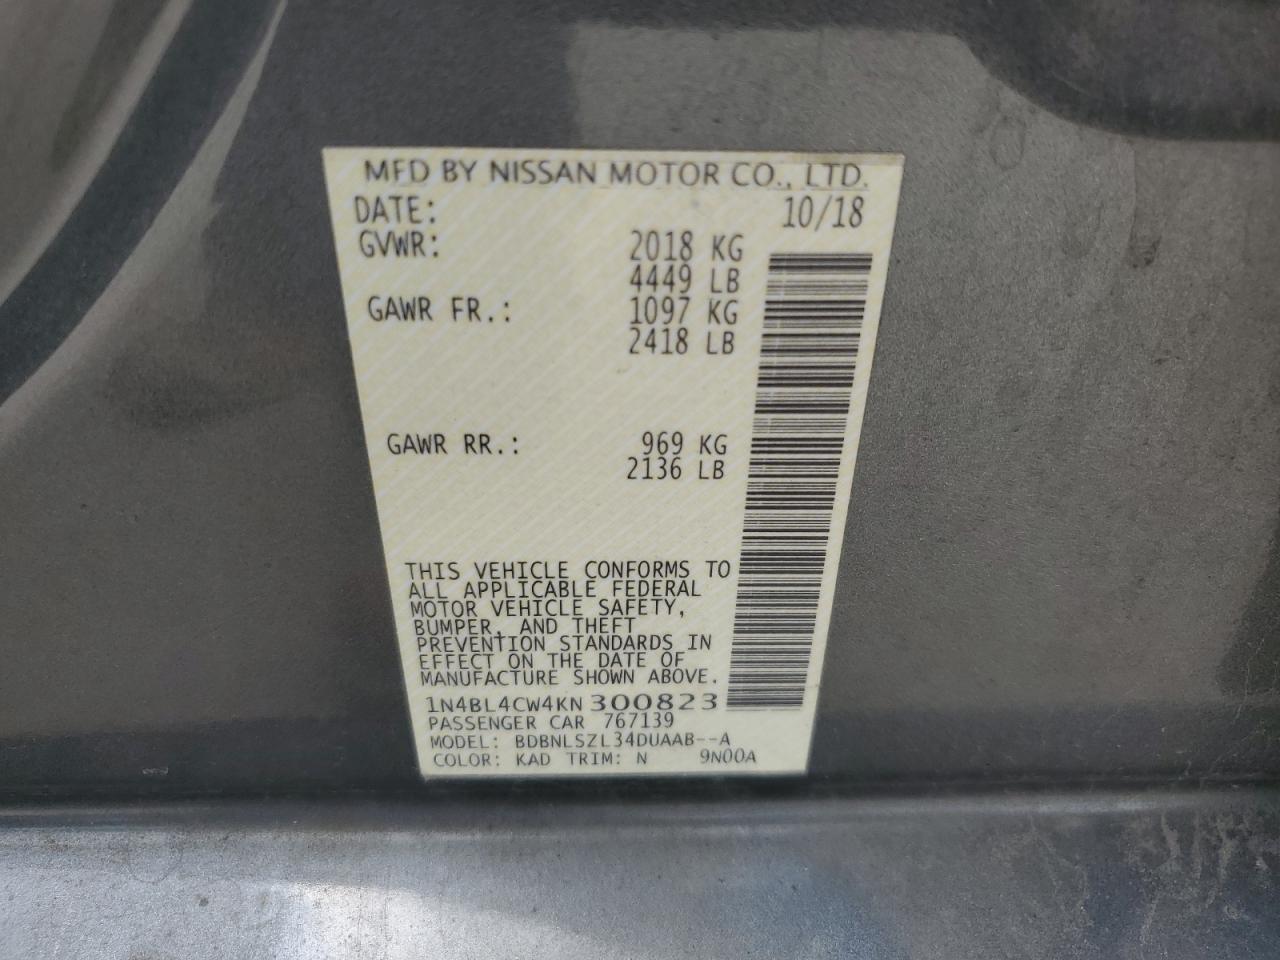 MFD BY NISSAN MOTOR CO., LTD.
DATE: 10/18
GVWR: 2018 KG
4449 LB
GAWR FR.: 1097 KG
2418 LB
GAWR RR.: 969 KG
2136 LB
THIS VEHICLE CONFORMS TO
ALL APPLICABLE FEDERAL
MOTOR VEHICLE SAFETY,
BUMPER, AND THEFT
PREVENTION STANDARDS IN
EFFECT ON THE DATE OF
MANUFACTURE SHOWN ABOVE.
1N4BL4CW4KN300823
PASSENGER CAR 767139
MODEL: BDBNLSZL34DUAAB--A
COLOR: KAD TRIM: N 9N00A